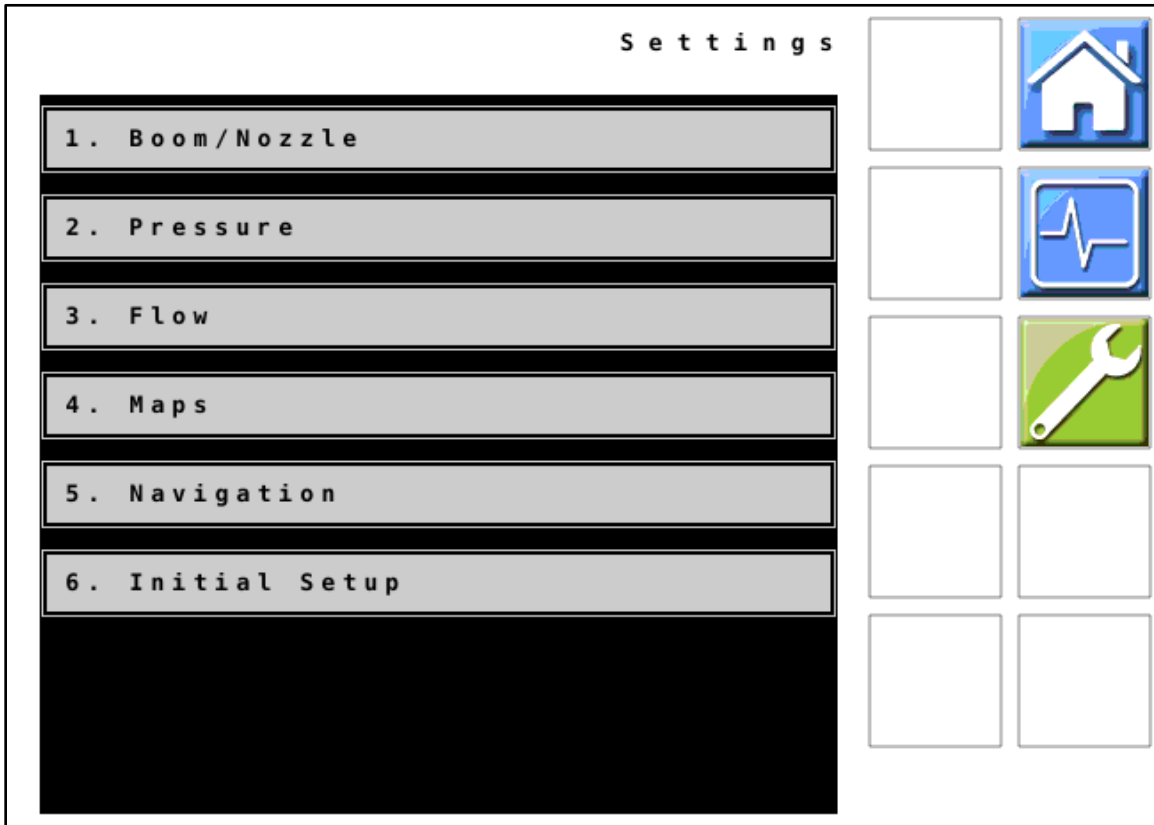 Settings
1. Boom/Nozzle
2. Pressure
3. Flow
4. Maps
5. Navigation
6. Initial Setup